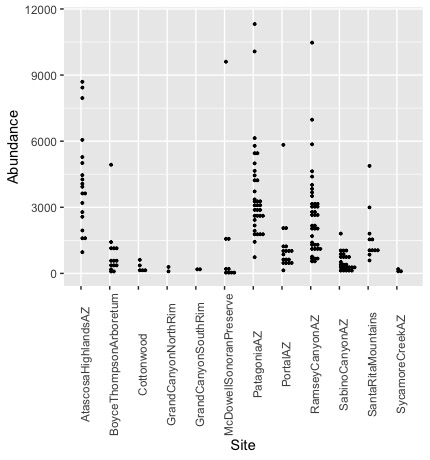 12000
9000
6000
3000
0
Abundance
AtascosaHighlandsAZ
BoyceThompsonArboretum
Cottonwood
GrandCanyonNorthRim
GrandCanyonSouthRim
McDowellSonoranPreserve
PatagoniaAZ
PortalAZ
RamseyCanyonAZ
SabinoCanyonAZ
SantaRitaMountains
SycamoreCreekAZ
Site